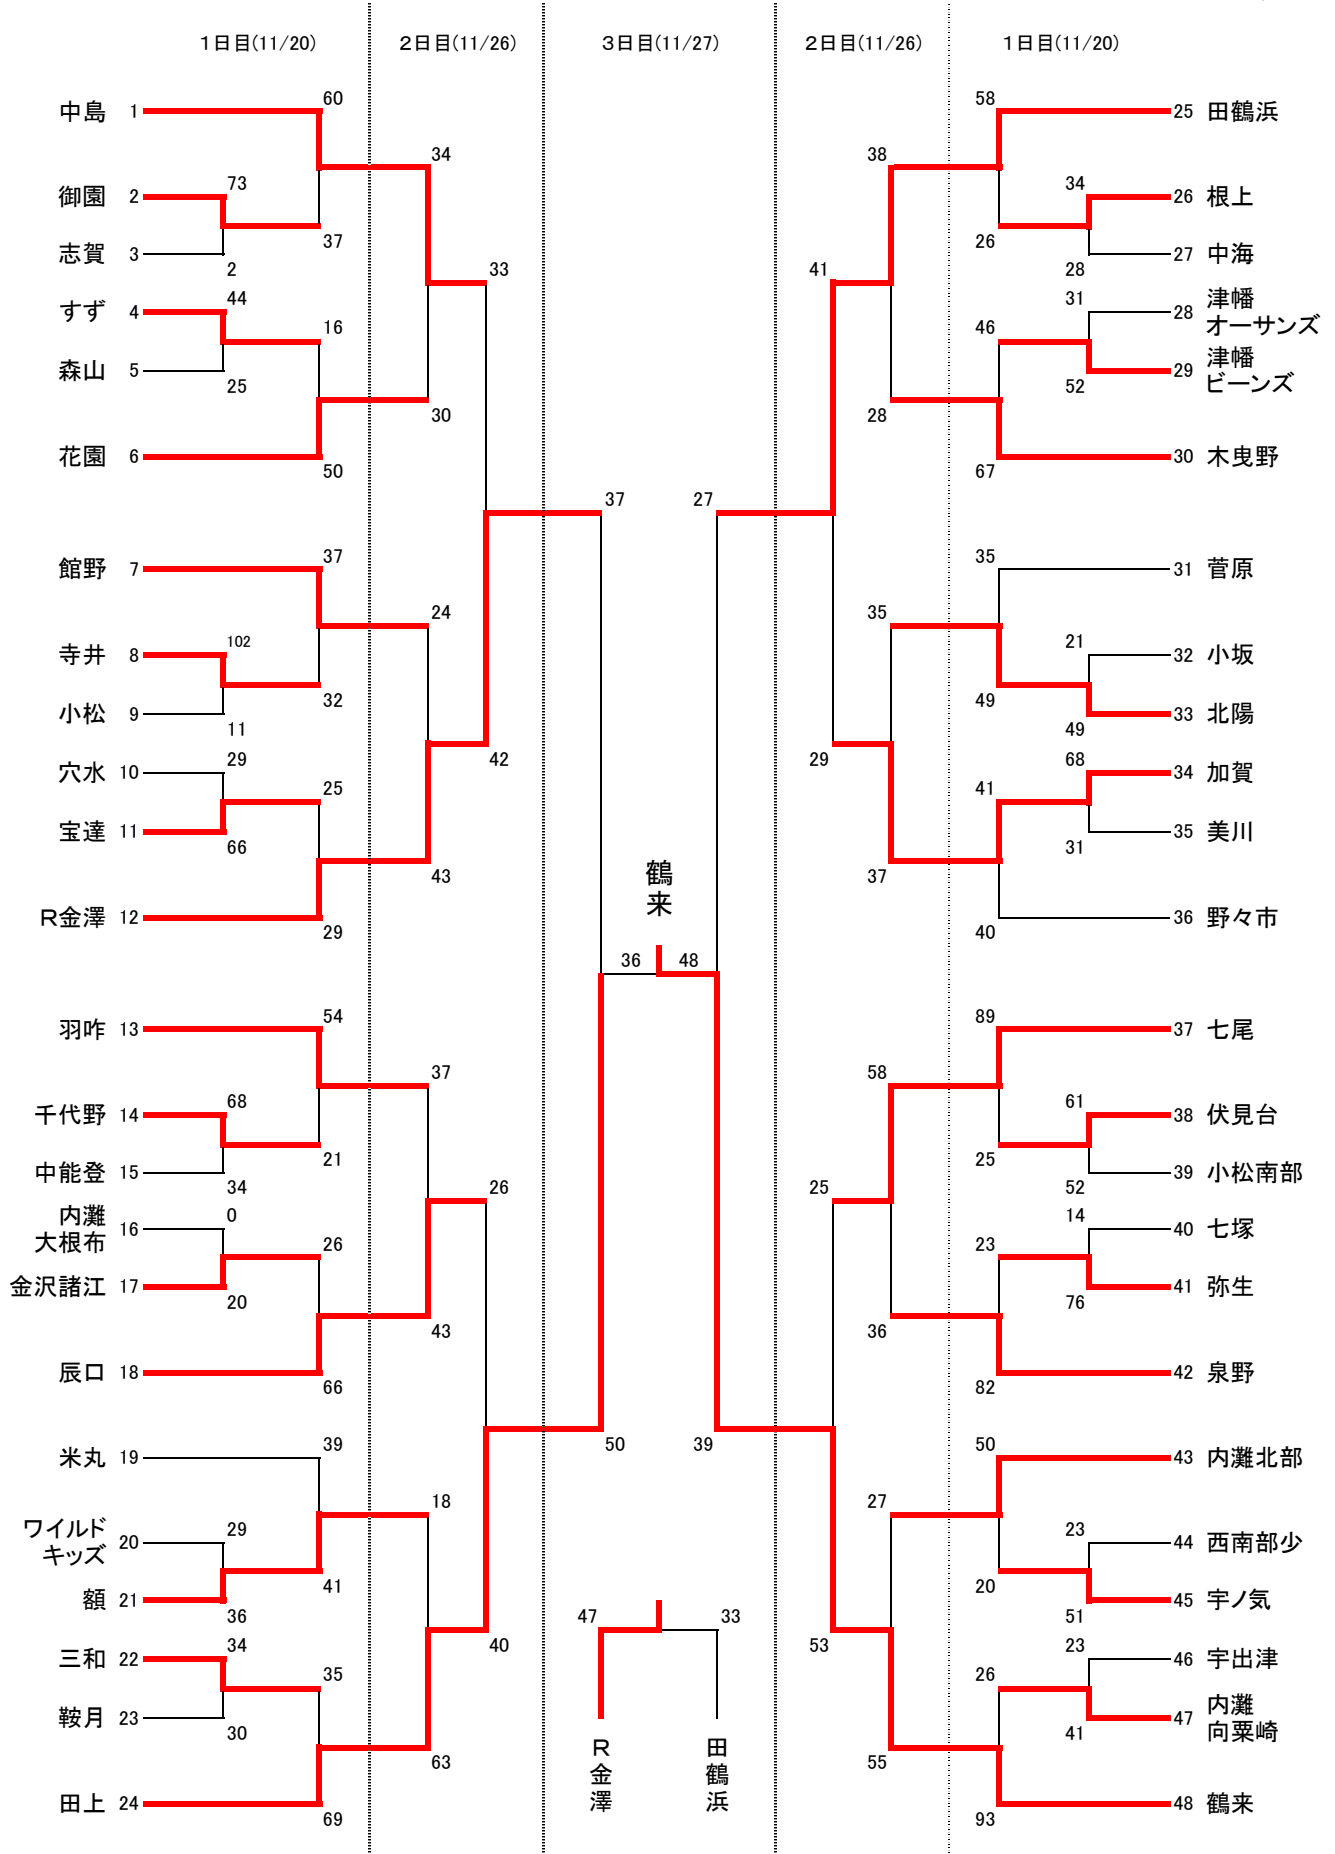 1日目(11/20)
2日目(11/26)
3日目(11/27)
2日目(11/26)
1日目(11/20)
中島 1
御園 2
志賀 3
すず 4
森山 5
花園 6
館野 7
寺井 8
小松 9
穴水 10
宝達 11
R金澤 12
羽咋 13
千代野 14
中能登 15
内灘
大根布 16
金沢諸江 17
辰口 18
米丸 19
ワイルド
キッズ 20
額 21
三和 22
鞍月 23
田上 24
60
73
37
2
44
16
25
50
37
102
32
11
29
25
66
29
54
68
21
34
0
26
20
66
39
29
41
36
34
35
30
69
34
30
24
43
37
43
18
63
33
42
26
40
37
50
鶴
来
36
48
47
33
R
金
澤
田
鶴
浜
27
39
41
29
25
53
38
28
35
37
58
36
27
55
58
34
26
28
31
46
52
67
35
21
49
49
68
41
31
40
89
61
25
52
14
23
76
82
50
23
20
51
23
26
41
93
25 田鶴浜
26 根上
27 中海
28 津幡
オーサンズ
29 津幡
ビーンズ
30 木曳野
31 菅原
32 小坂
33 北陽
34 加賀
35 美川
36 野々市
37 七尾
38 伏見台
39 小松南部
40 七塚
41 弥生
42 泉野
43 内灘北部
44 西南部少
45 宇ノ気
46 宇出津
47 内灘
向粟崎
48 鶴来